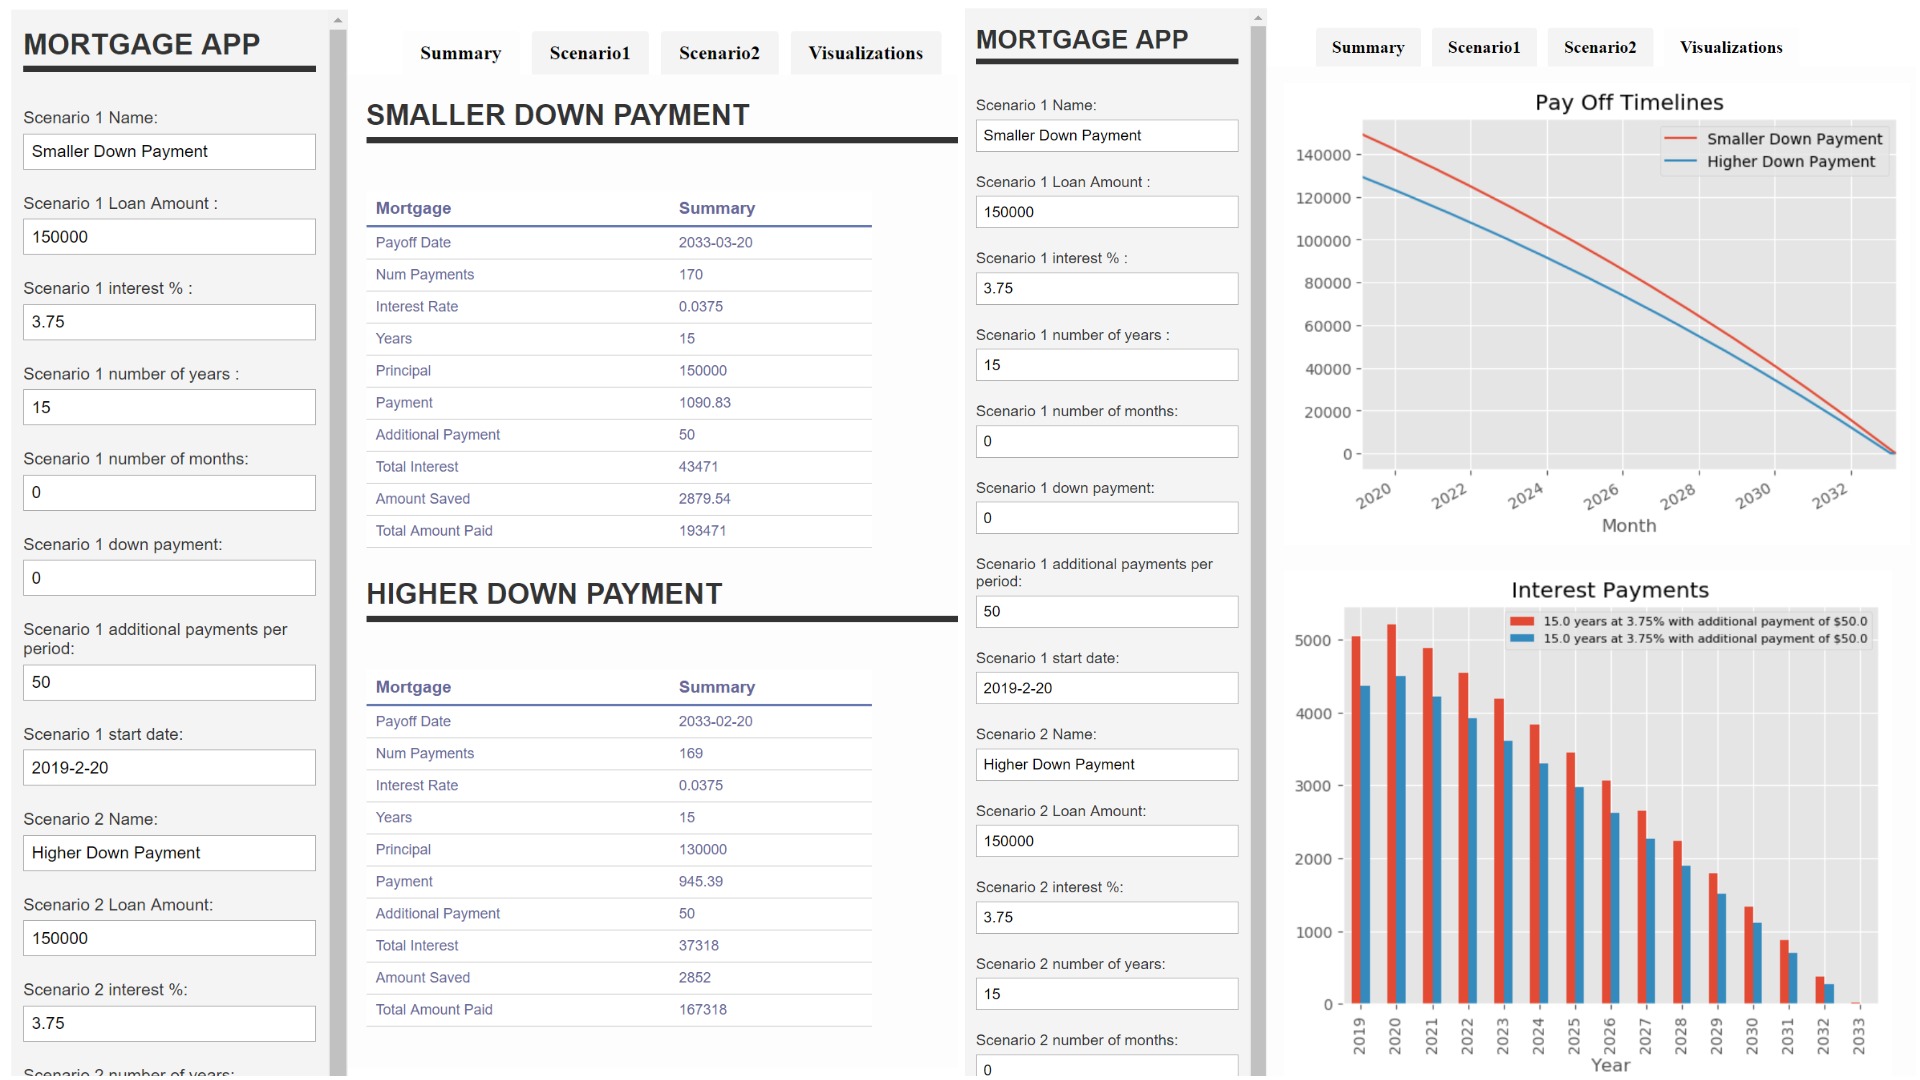 MORTGAGE APP
Scenario 1 Name:
Smaller Down Payment
Scenario 1 Loan Amount :
150000
Scenario 1 interest % :
3.75
Scenario 1 number of years :
15
Scenario 1 number of months:
0
Scenario 1 down payment:
0
Scenario 1 additional payments per
period:
50
Scenario 1 start date:
2019-2-20
Scenario 2 Name:
Higher Down Payment
Scenario 2 Loan Amount:
150000
Scenario 2 interest %:
3.75
Scenario 2 number of years:
Summary Scenario1 Scenario2 Visualizations
SMALLER DOWN PAYMENT
Mortgage Summary
Payoff Date 2033-03-20
Num Payments 170
Interest Rate 0.0375
Years 15
Principal 150000
Payment 1090.83
Additional Payment 50
Total Interest 43471
Amount Saved 2879.54
Total Amount Paid 193471
HIGHER DOWN PAYMENT
Mortgage Summary
Payoff Date 2033-02-20
Num Payments 169
Interest Rate 0.0375
Years 15
Principal 130000
Payment 945.39
Additional Payment 50
Total Interest 37318
Amount Saved 2852
Total Amount Paid 167318
MORTGAGE APP
Scenario 1 Name:
Smaller Down Payment
Scenario 1 Loan Amount :
150000
Scenario 1 interest % :
3.75
Scenario 1 number of years :
15
Scenario 1 number of months:
0
Scenario 1 down payment:
0
Scenario 1 additional payments per
period:
50
Scenario 1 start date:
2019-2-20
Scenario 2 Name:
Higher Down Payment
Scenario 2 Loan Amount:
150000
Scenario 2 interest %:
3.75
Scenario 2 number of years:
15
Scenario 2 number of months:
0
Summary Scenario1 Scenario2 Visualizations
Pay Off Timelines
Smaller Down Payment
Higher Down Payment
140000
120000
100000
80000
60000
40000
20000
0
2020 2022 2024 2026 2028 2030 2032
Month
Interest Payments
15.0 years at 3.75% with additional payment of $50.0
15.0 years at 3.75% with additional payment of $50.0
5000
4000
3000
2000
1000
0
2019 2020 2021 2022 2023 2024 2025 2026 2027 2028 2029 2030 2031 2032 2033
Year